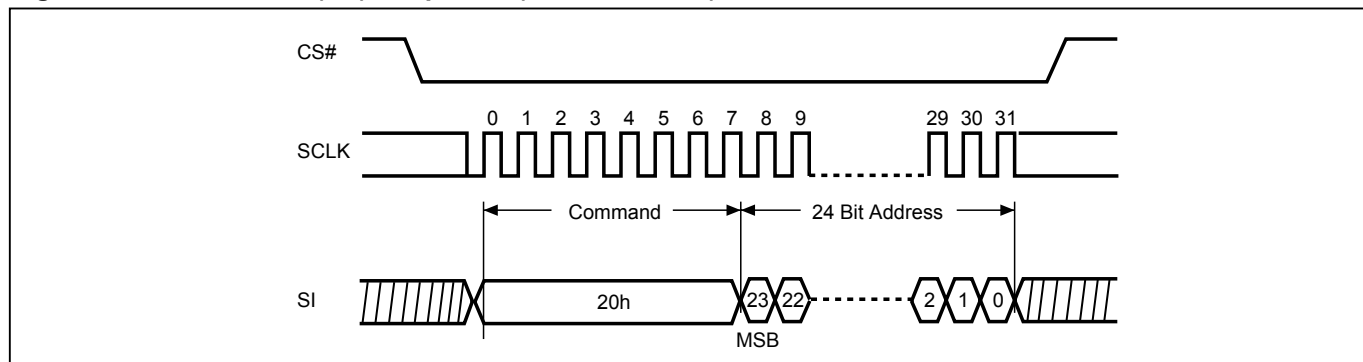 CS#
0 1 2 3 4 5 6 7 8 9 29 30 31
SCLK
Command 24 Bit Address
SI 20h 23 22 2 1 0
MSB